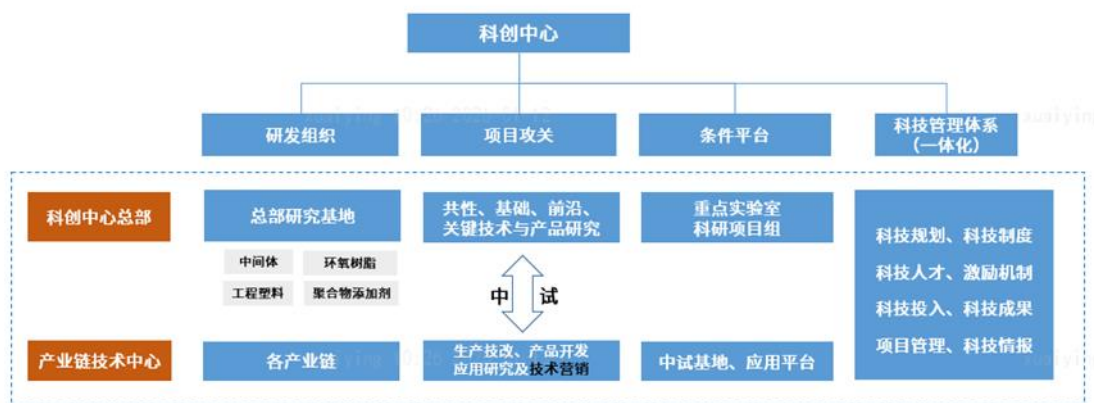 科创中心
研发组织
项目攻关
条件平台
科技管理体系
(一体化)
科创中心总部
总部研究基地
共性、基础、前沿、
关键技术与产品研究
重点实验室
科研项目组
中间体
环氧树脂
工程塑料
聚合物添加剂
中 试
科技规划、科技制度
科技人才、激励机制
科技投入、科技成果
项目管理、科技情报
产业链技术中心
各产业链
生产技改、产品开发
应用研究及技术营销
中试基地、应用平台